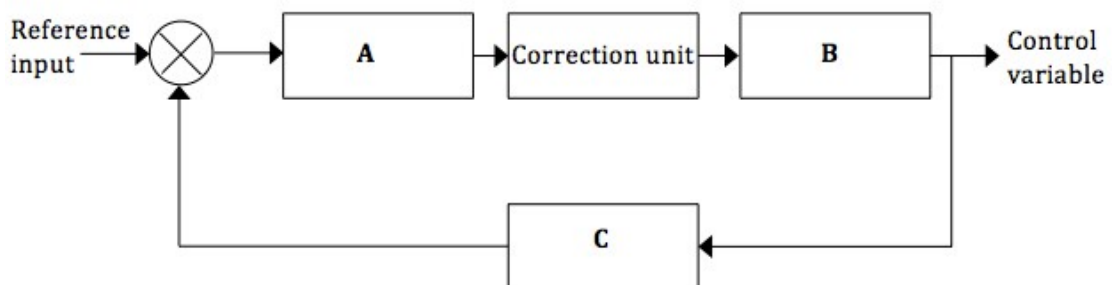 Reference
input
A
Correction unit
B
Control
variable
C